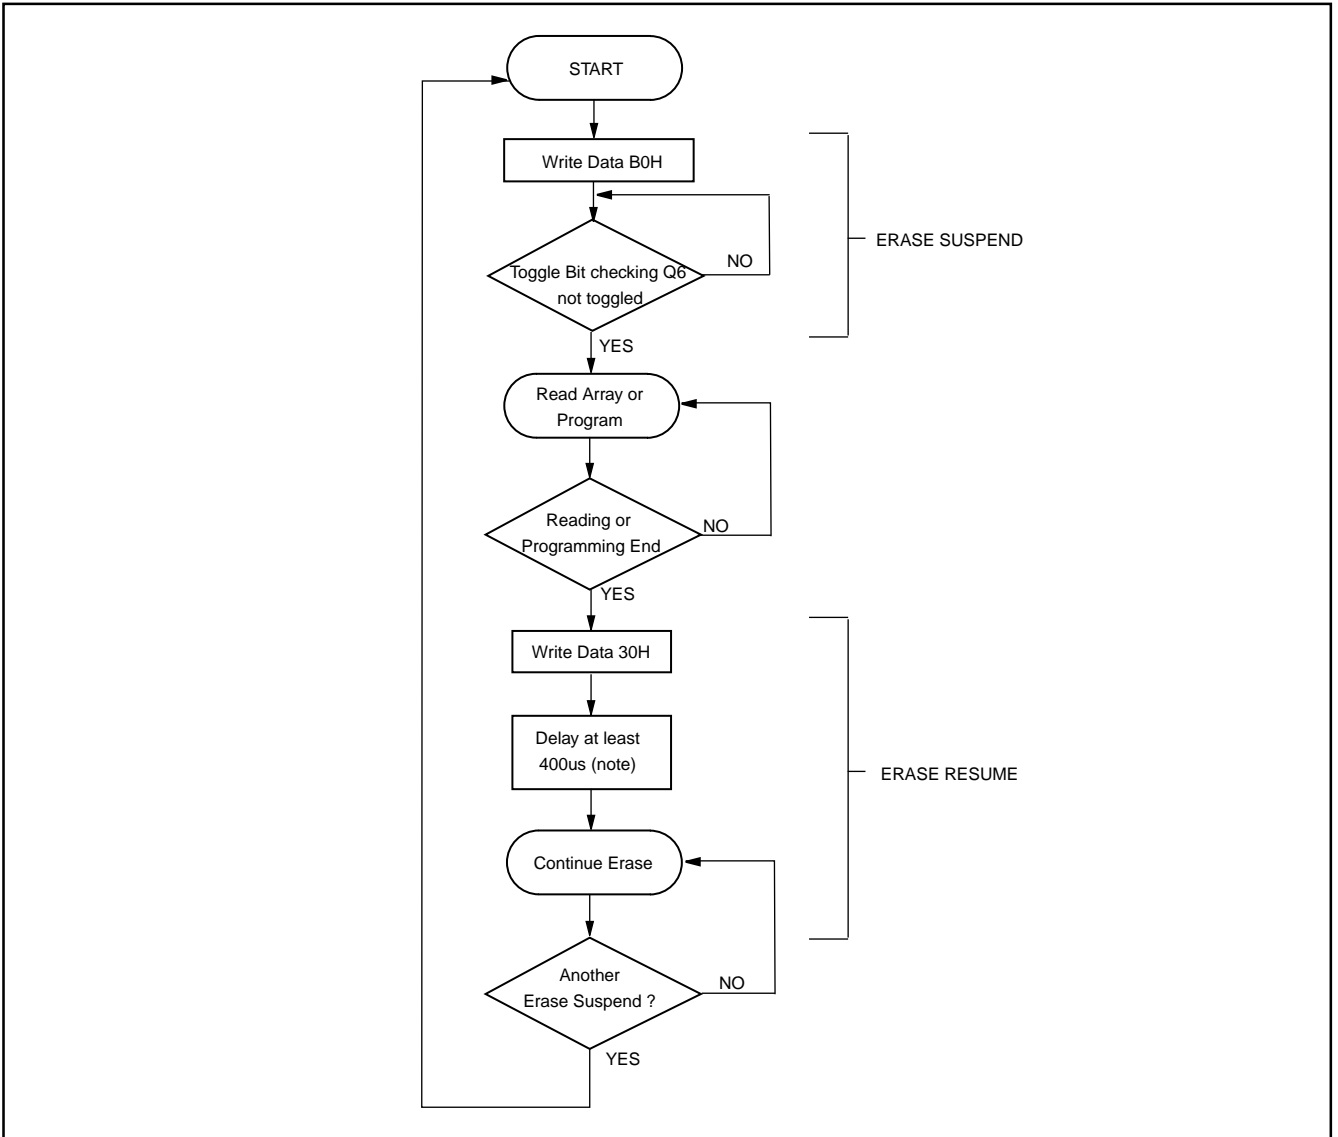 START
Write Data B0H
ERASE SUSPEND
Toggle Bit checking Q6
not toggled
NO
YES
Read Array or
Program
Reading or
Programming End
NO
YES
Write Data 30H
Delay at least
400us (note)
ERASE RESUME
Continue Erase
Another
Erase Suspend ?
NO
YES